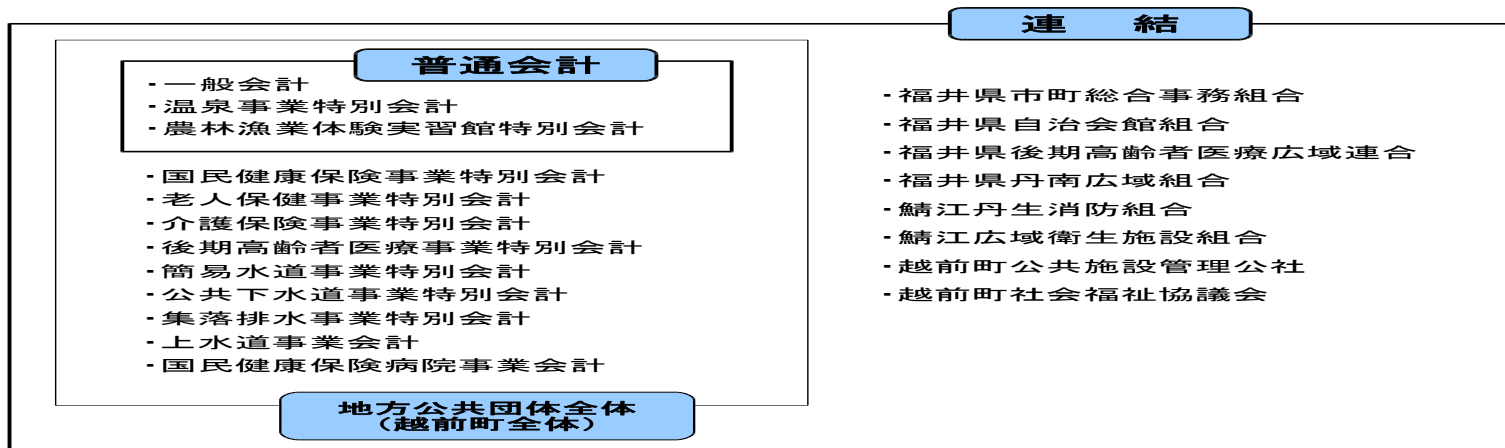 連 結
普通会計
・一般会計
・温泉事業特別会計
・農林漁業体験実習館特別会計
・国民健康保険事業特別会計
・老人保健事業特別会計
・介護保険事業特別会計
・後期高齢者医療事業特別会計
・簡易水道事業特別会計
・公共下水道事業特別会計
・集落排水事業特別会計
・上水道事業会計
・国民健康保険病院事業会計
地方公共団体全体
(越前町全体)
・福井県市町総合事務組合
・福井県自治会館組合
・福井県後期高齢者医療広域連合
・福井県丹南広域組合
・鯖江丹生消防組合
・鯖江広域衛生施設組合
・越前町公共施設管理公社
・越前町社会福祉協議会